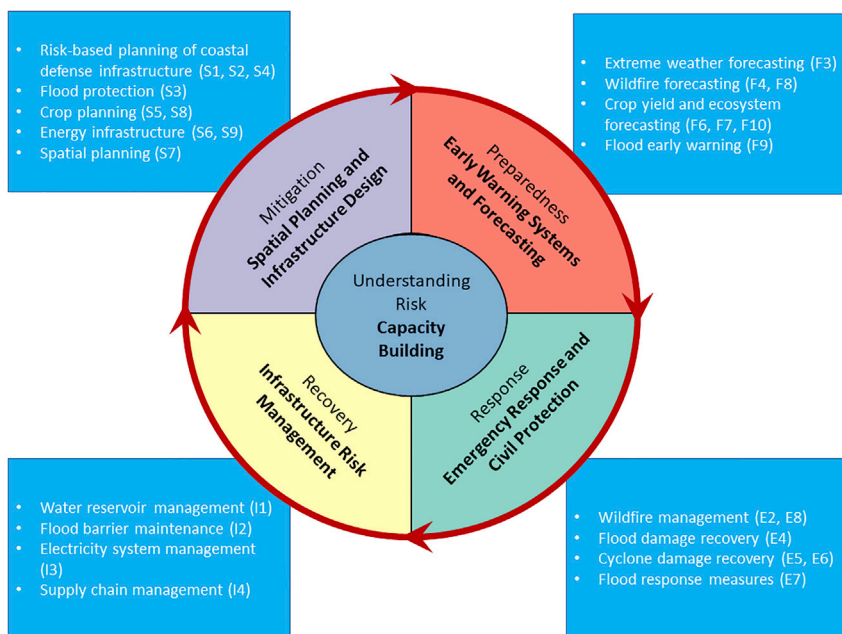 • Risk-based planning of coastal
defense infrastructure (S1, S2, S4)
• Flood protection (S3)
• Crop planning (S5, S8)
• Energy infrastructure (S6, S9)
• Spatial planning (S7)
• Extreme weather forecasting (F3)
• Wildfire forecasting (F4, F8)
• Crop yield and ecosystem
forecasting (F6, F7, F10)
• Flood early warning (F9)
Mitigation
Spatial Planning and
Infrastructure Design
Preparedness
Early Warning Systems
and Forecasting
Understanding
Risk
Capacity
Building
Recovery
Infrastructure Risk
Management
Response
Emergency Response and
Civil Protection
• Water reservoir management (I1)
• Flood barrier maintenance (I2)
• Electricity system management
(I3)
• Supply chain management (I4)
• Wildfire management (E2, E8)
• Flood damage recovery (E4)
• Cyclone damage recovery (E5, E6)
• Flood response measures (E7)